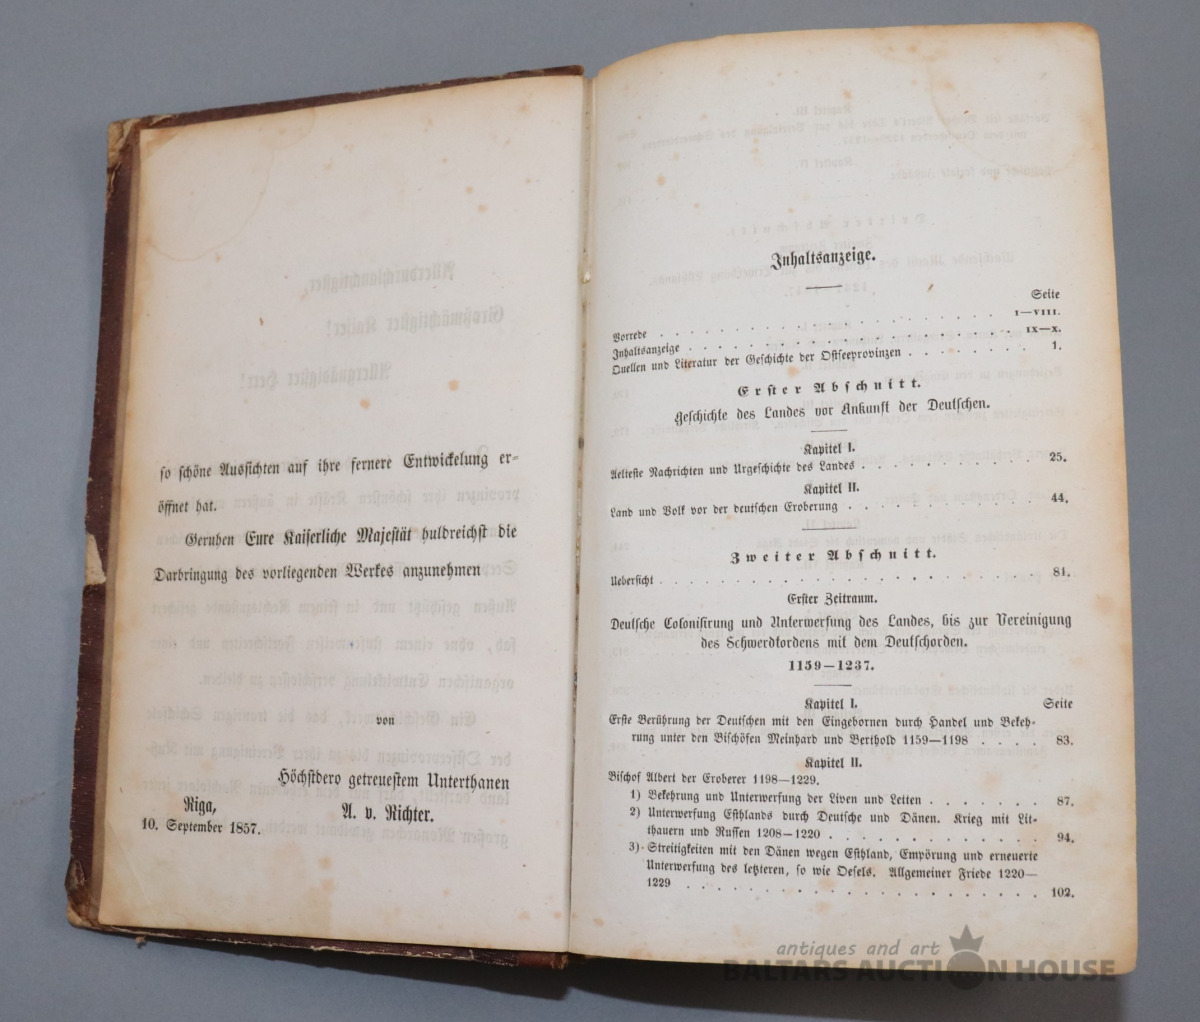 so schöne Aussichten auf ihre fernere Entwickelung er-
öffnet hat.
Geruhen Eure Kaiserliche Majestät huldreichst die
Darbringung des vorliegenden Werkes anzunehmen
von
Höchstdero getreuestem Unterthanen
Riga,
A. v. Richter.
10. September 1857.
Inhaltsanzeige.
Seite
Vorrede . . . I—VIII.
Inhaltsanzeige . . . IX—X.
Quellen und Literatur der Geschichte der Ostseeprovinzen . . . 1.
Erster Abschnitt.
Geschichte des Landes vor Ankunft der Deutschen.
Kapitel I.
Aelteste Nachrichten und Urgeschichte des Landes . . . 25.
Kapitel II.
Land und Volk vor der deutschen Eroberung . . . 44.
Zweiter Abschnitt.
Uebersicht . . . 81.
Erster Zeitraum.
Deutsche Colonisirung und Unterwerfung des Landes, bis zur Vereinigung
des Schwerdtordens mit dem Deutschorden.
1159—1237.
Kapitel I. Seite
Erste Berührung der Deutschen mit den Eingebornen durch Handel und Bekeh-
rung unter den Bischöfen Meinhard und Berthold 1159—1198 . . . 83.
Kapitel II.
Bischof Albert der Eroberer 1198—1229.
1) Bekehrung und Unterwerfung der Liven und Letten . . . 87.
2) Unterwerfung Esthlands durch Deutsche und Dänen. Krieg mit Lit-
thauern und Russen 1208—1220 . . . 94.
3) Streitigkeiten mit den Dänen wegen Esthland, Empörung und erneuerte
Unterwerfung des letzteren, so wie Oesels. Allgemeiner Friede 1220—
1229 . . . 102.
antiques and art
BALTARS AUCTION HOUSE